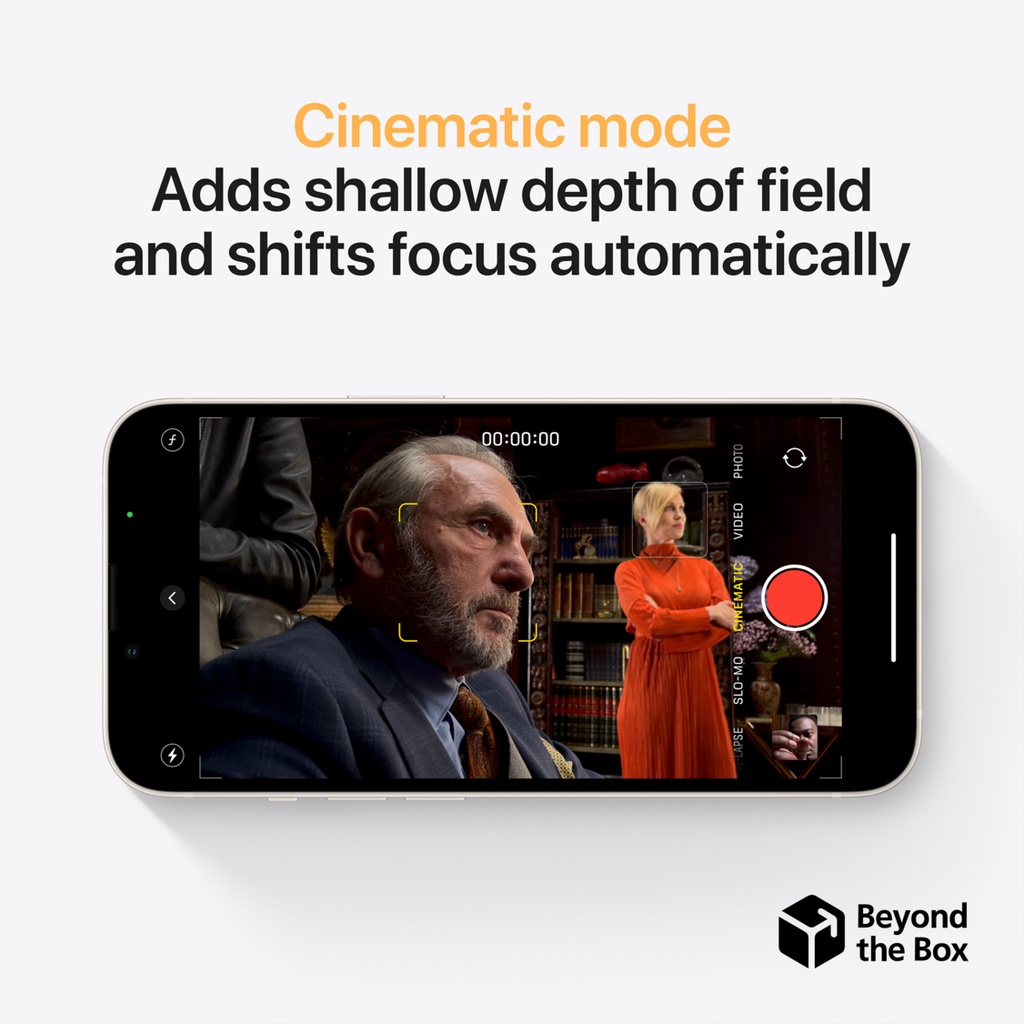 Cinematic mode
Adds shallow depth of field
and shifts focus automatically
00:00:00
PHOTO
VIDEO
CINEMATIC
SLO-MO
LAPSE
Beyond
the Box